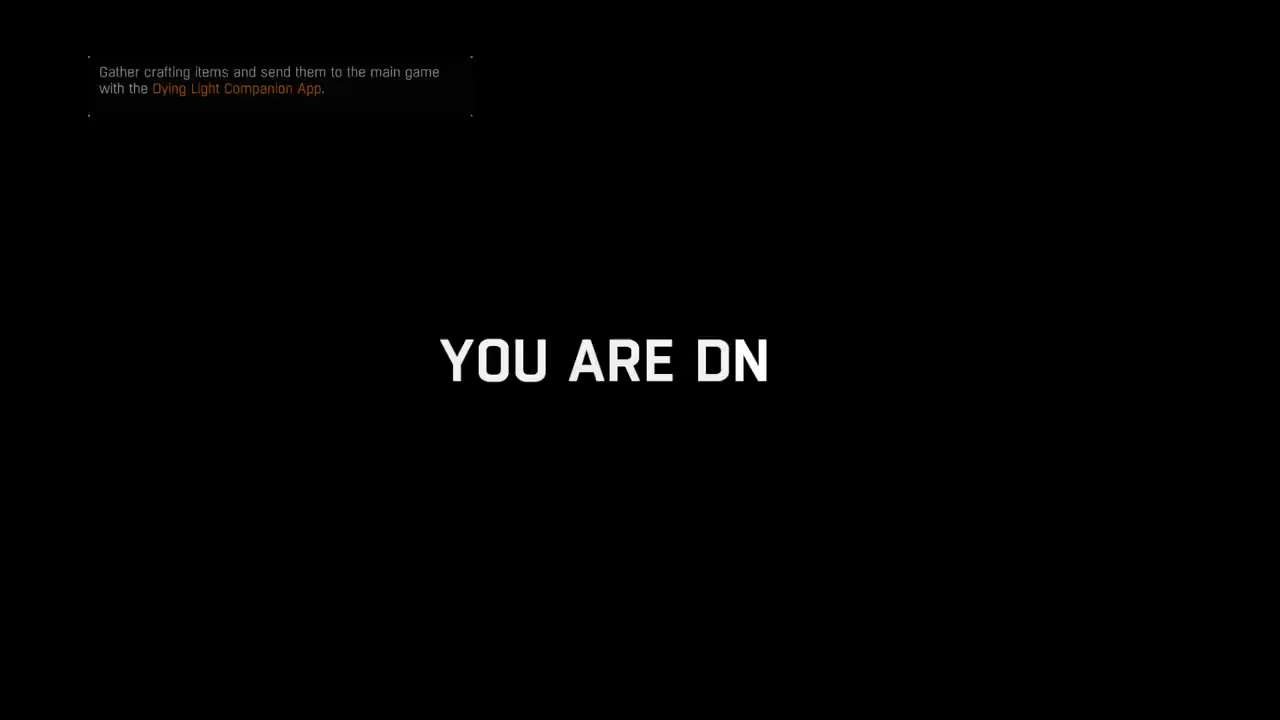 Gather crafting items and send them to the main game
with the Dying Light Companion App.
YOU ARE DN